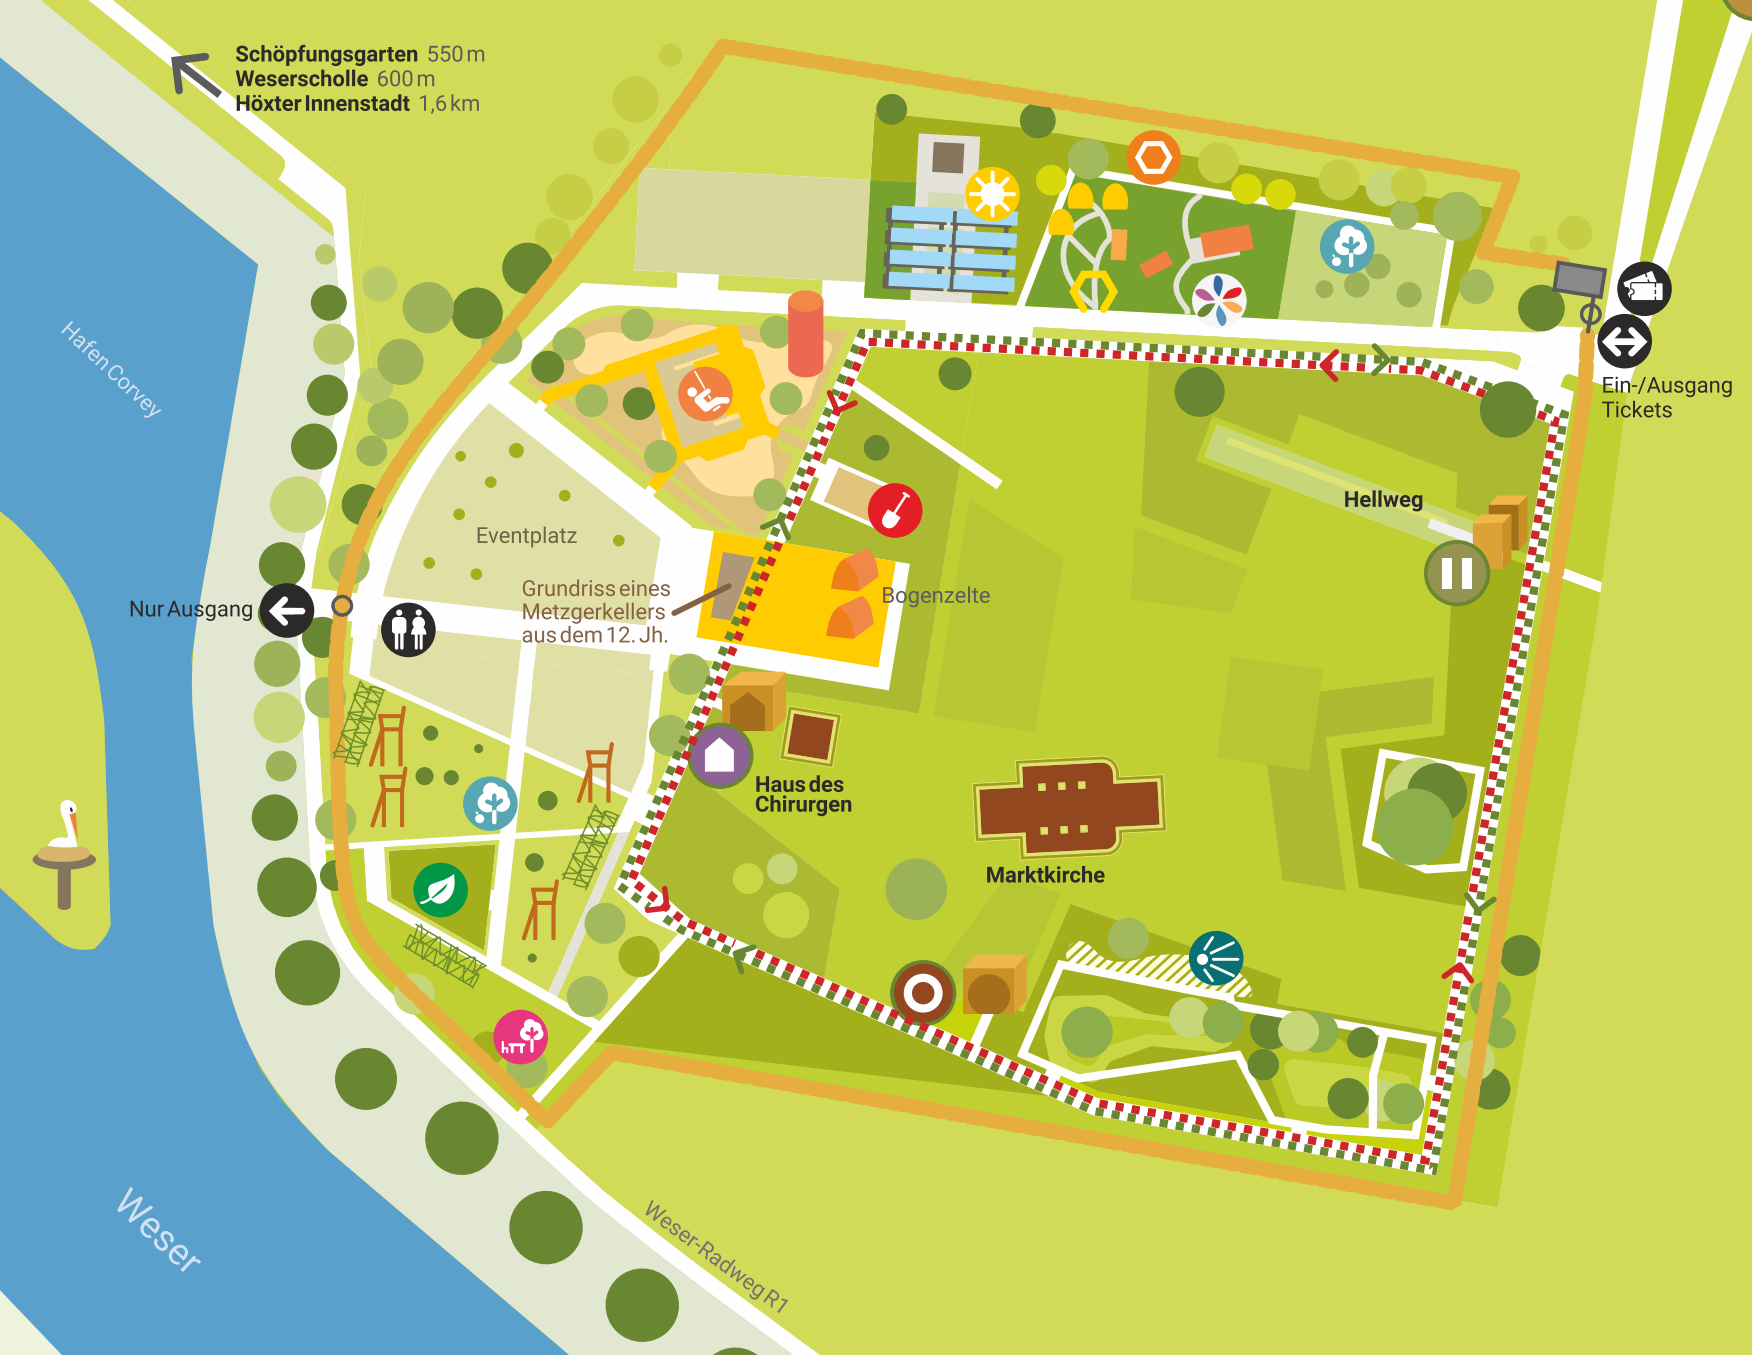 Schöpfungsgarten 550 m
Weserscholle 600 m
Höxter Innenstadt 1,6 km
Hafen Corvey
Ein-/Ausgang
Tickets
Hellweg
Eventplatz
Grundriss eines
Metzgerkellers
aus dem 12. Jh.
Bogenzelte
Nur Ausgang
Haus des
Chirurgen
Marktkirche
Weser
Weser-Radweg R1